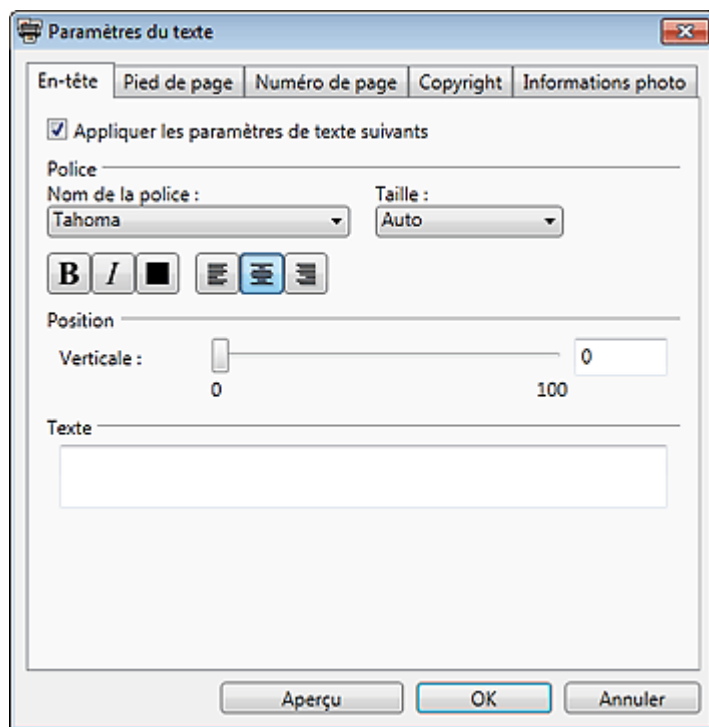 Paramètres du texte
En-tête Pied de page Numéro de page Copyright Informations photo
Appliquer les paramètres de texte suivants
Police
Nom de la police : Taille :
Tahoma Auto
B I
Position
Verticale : 0
0 100
Texte
Aperçu OK Annuler